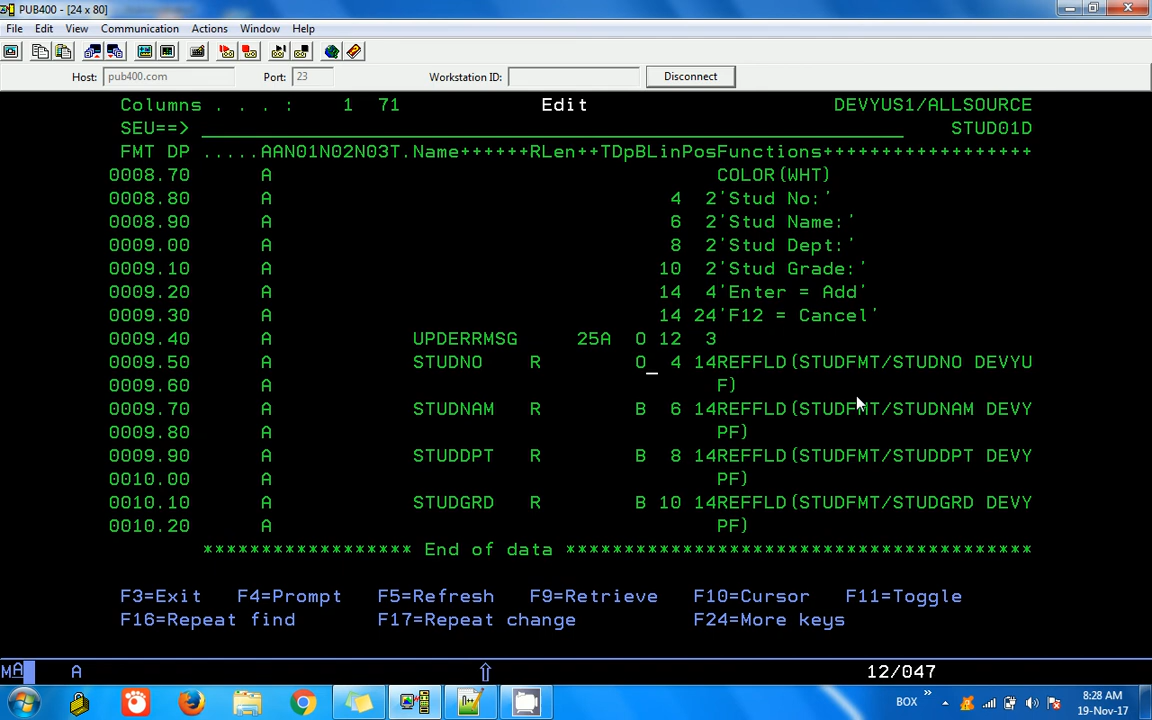 PUB400 - [24 x 80]
File Edit View Communication Actions Window Help
Host: pub400.com Port: 23 Workstation ID: Disconnect
Columns . . . : 1 71 Edit DEVYUS1/ALLSOURCE
SEU==> STUD01D
FMT DP .....AAN01N02N03T.Name++++++RLen++TDpBLinPosFunctions++++++++++++++++++
0008.70 A COLOR(WHT)
0008.80 A 4 2'Stud No:'
0008.90 A 6 2'Stud Name:'
0009.00 A 8 2'Stud Dept:'
0009.10 A 10 2'Stud Grade:'
0009.20 A 14 4'Enter = Add'
0009.30 A 14 24'F12 = Cancel'
0009.40 A UPDERRMSG 25A O 12 3
0009.50 A STUDNO R O 4 14REFFLD(STUDFMT/STUDNO DEVYU
0009.60 A F)
0009.70 A STUDNAM R B 6 14REFFLD(STUDFMT/STUDNAM DEVY
0009.80 A PF)
0009.90 A STUDDPT R B 8 14REFFLD(STUDFMT/STUDDPT DEVY
0010.00 A PF)
0010.10 A STUDGRD R B 10 14REFFLD(STUDFMT/STUDGRD DEVY
0010.20 A PF)
****************** End of data ****************************************
F3=Exit F4=Prompt F5=Refresh F9=Retrieve F10=Cursor F11=Toggle
F16=Repeat find F17=Repeat change F24=More keys
MA A 12/047
BOX 8:28 AM
19-Nov-17